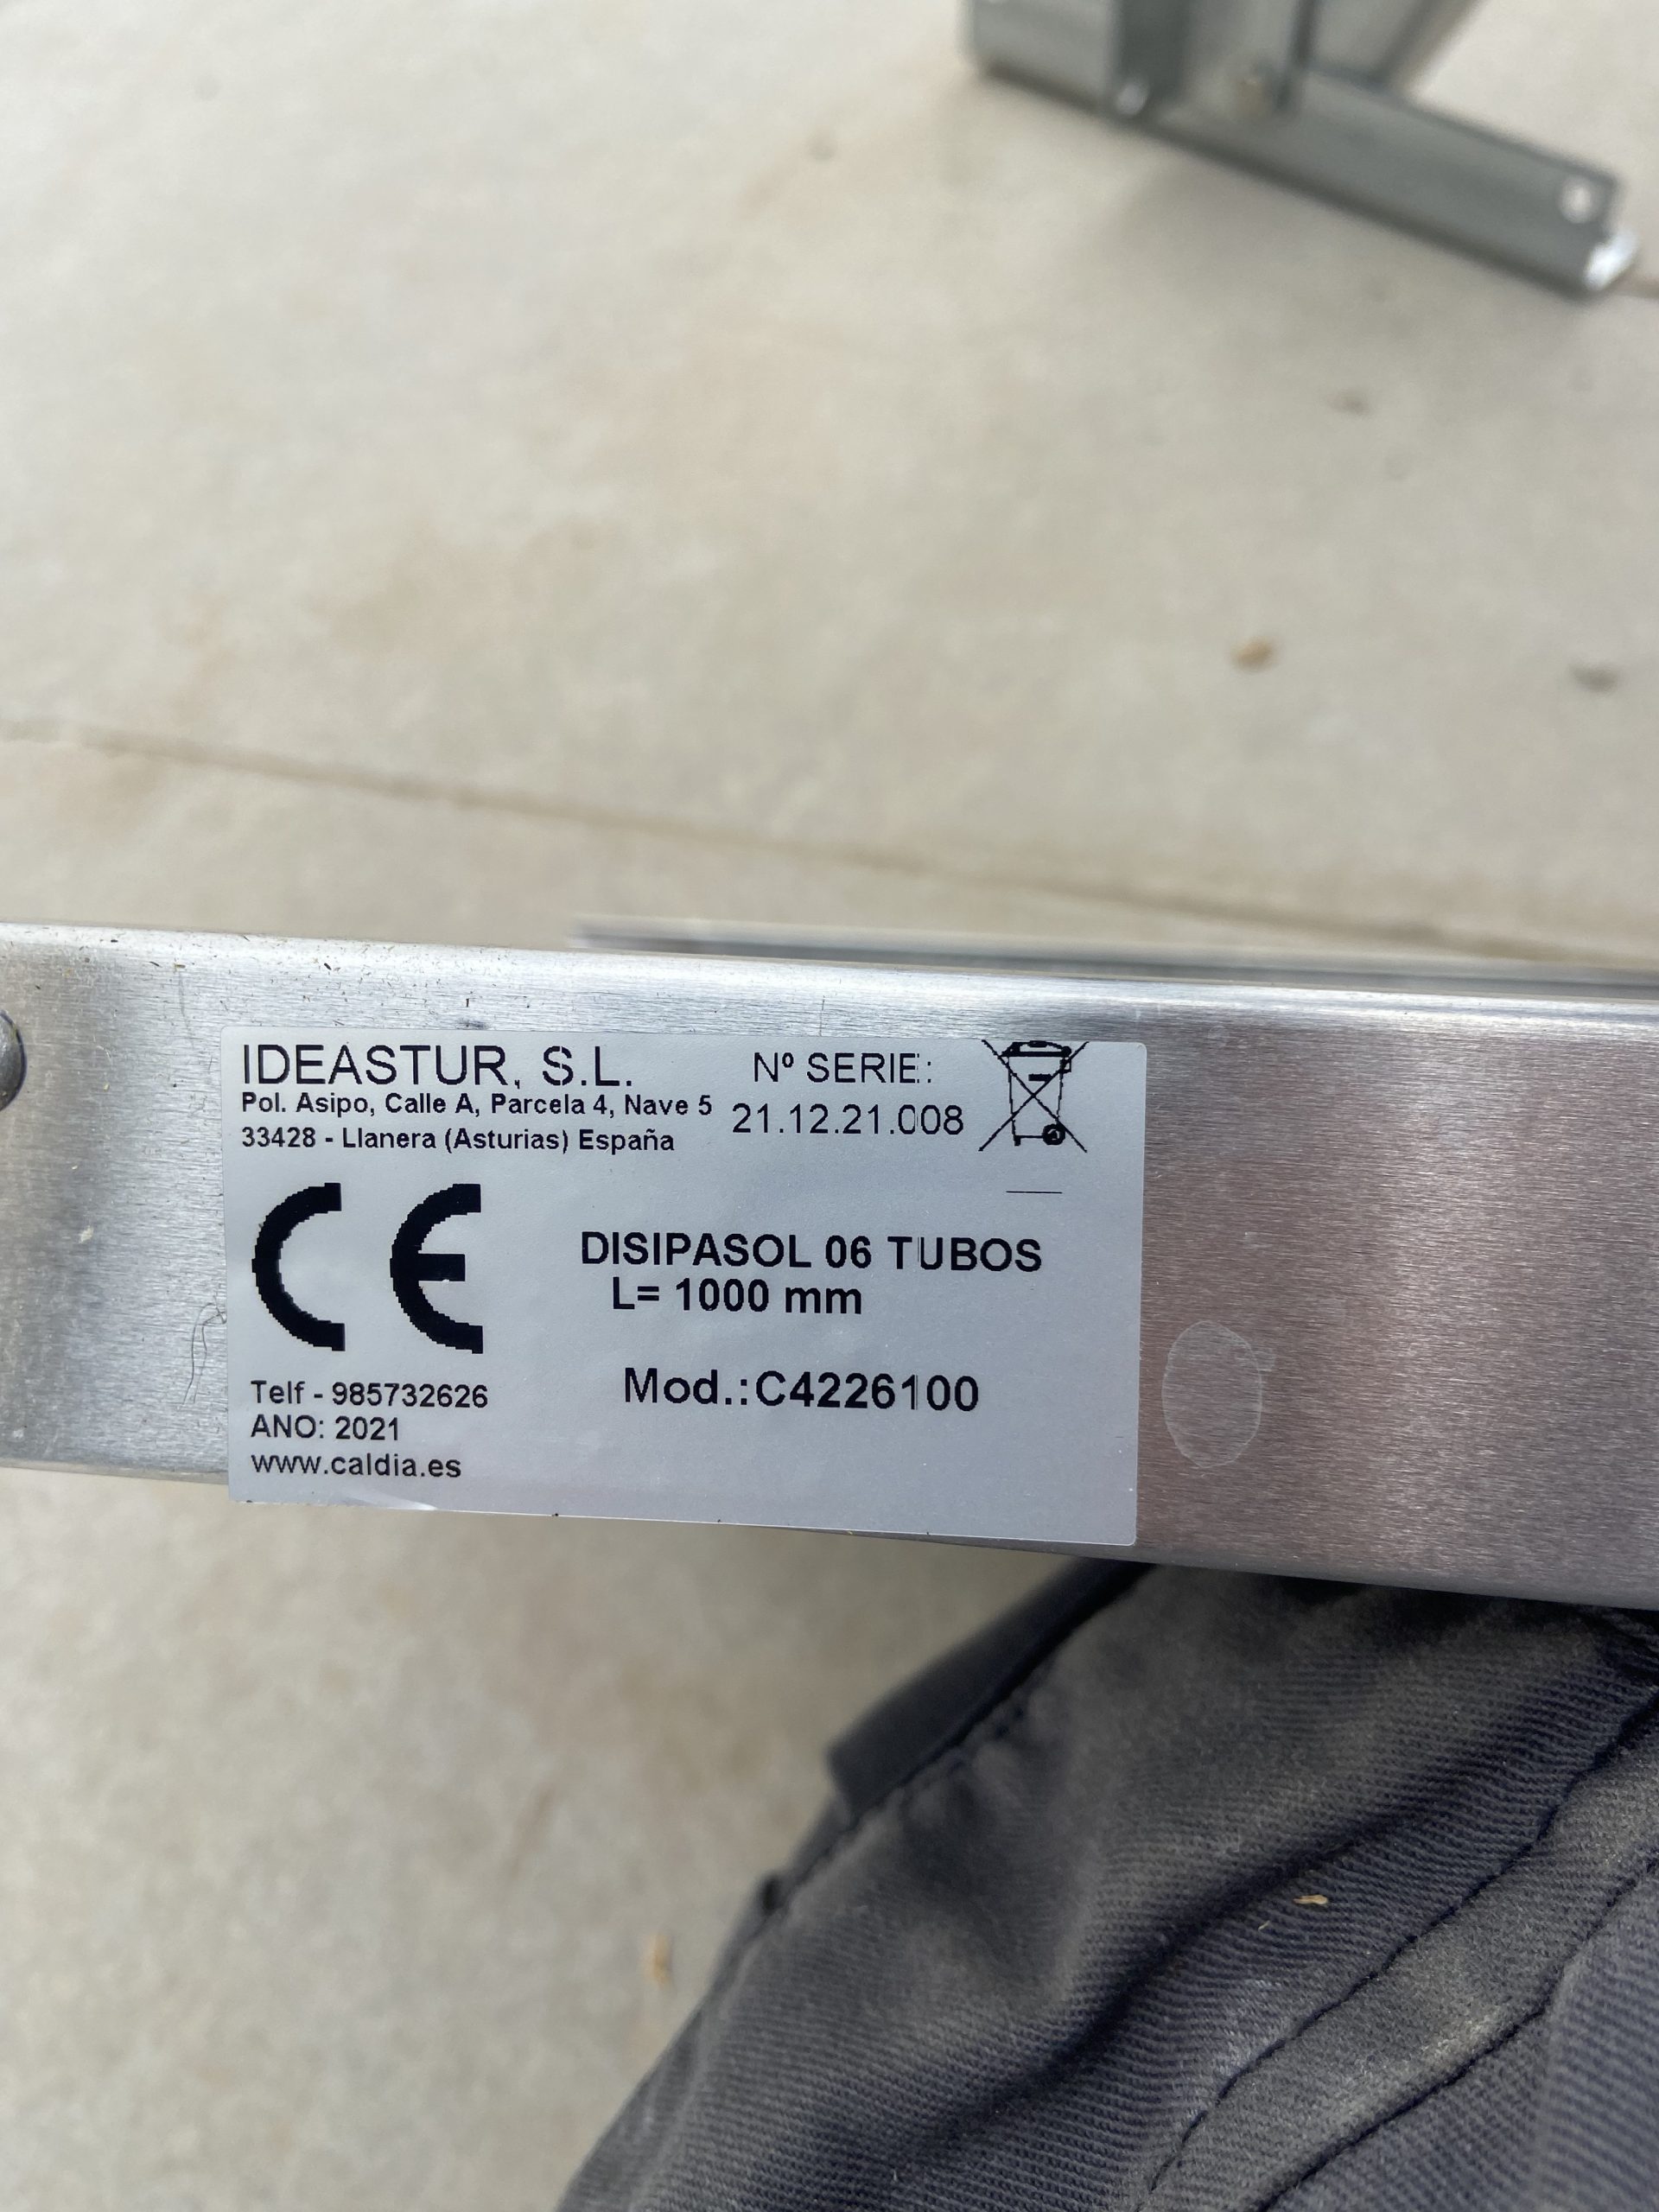 IDEASTUR, S.L.
Pol. Asipo, Calle A, Parcela 4, Nave 5
33428 - Llanera (Asturias) España
Nº SERIE:
21.12.21.008
CE
DISIPASOL 06 TUBOS
L= 1000 mm
Mod.:C4226100
Telf - 985732626
ANO: 2021
www.caldia.es